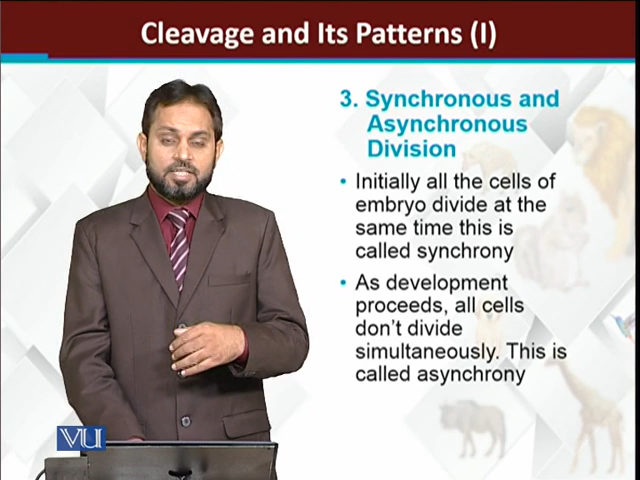 Cleavage and Its Patterns (I)
3. Synchronous and
Asynchronous
Division
• Initially all the cells of
embryo divide at the
same time this is
called synchrony
• As development
proceeds, all cells
don't divide
simultaneously. This is
called asynchrony
VU